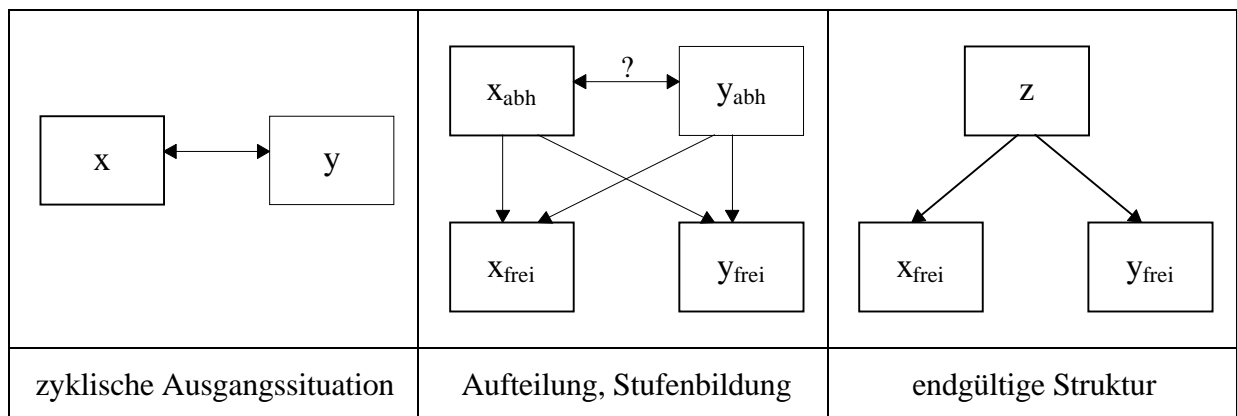 x
y
zyklische Ausgangssituation
?
x_abh
y_abh
x_frei
y_frei
Aufteilung, Stufenbildung
z
x_frei
y_frei
endgültige Struktur